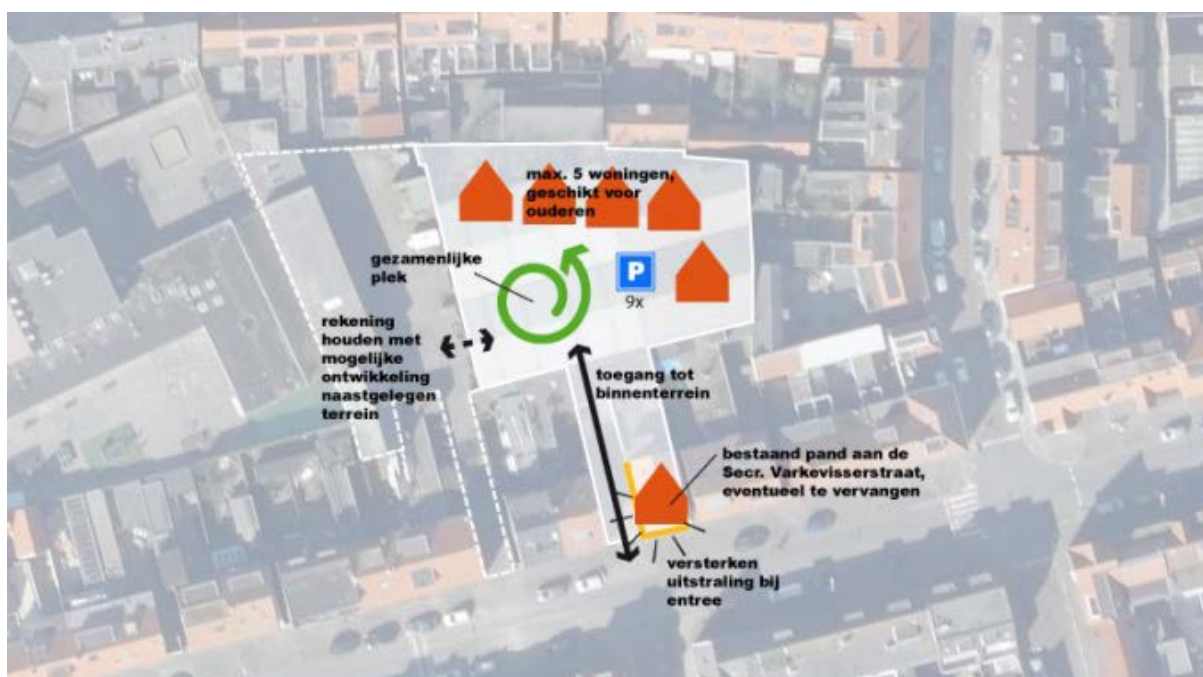 max. 5 woningen,
geschikt voor
ouderen
gezamenlijke
plek
P
9x
rekening
houden met
mogelijke
ontwikkeling
naastgelegen
terrein
toegang tot
binnenterrein
bestaand pand aan de
Secr. Varkevisserstraat,
eventueel te vervangen
versterken
uitstraling bij
entree